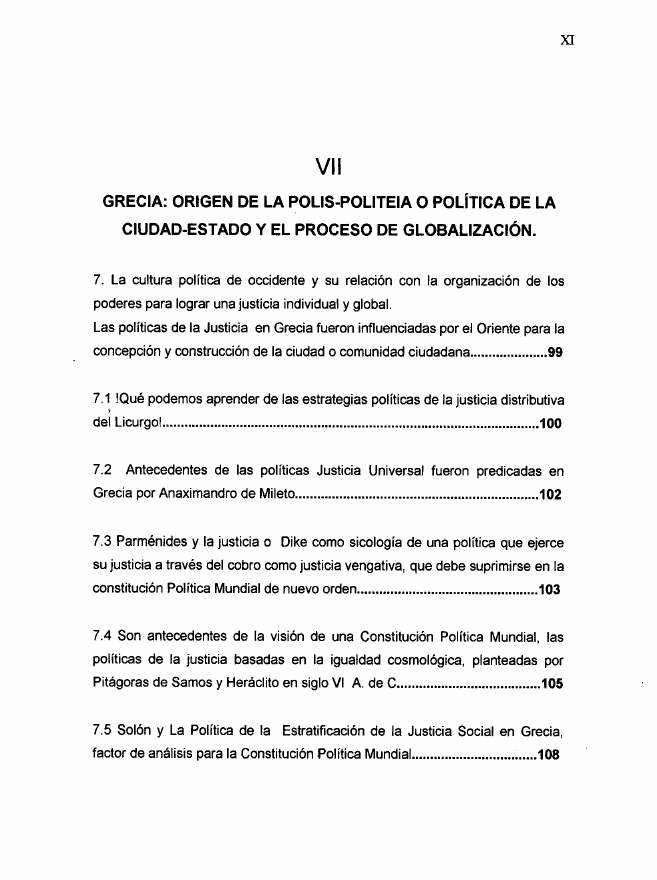 XI
VII
GRECIA: ORIGEN DE LA POLIS-POLITEIA O POLÍTICA DE LA
CIUDAD-ESTADO Y EL PROCESO DE GLOBALIZACIÓN.
7. La cultura política de occidente y su relación con la organización de los
poderes para lograr una justicia individual y global.
Las políticas de la Justicia en Grecia fueron influenciadas por el Oriente para la
concepción y construcción de la ciudad o comunidad ciudadana.....................99
7.1 !Qué podemos aprender de las estrategias políticas de la justicia distributiva
del Licurgo!......................................................................................................100
7.2 Antecedentes de las políticas Justicia Universal fueron predicadas en
Grecia por Anaximandro de Mileto..................................................................102
7.3 Parménides y la justicia o Dike como sicología de una política que ejerce
su justicia a través del cobro como justicia vengativa, que debe suprimirse en la
constitución Política Mundial de nuevo orden.................................................103
7.4 Son antecedentes de la visión de una Constitución Política Mundial, las
políticas de la justicia basadas en la igualdad cosmológica, planteadas por
Pitágoras de Samos y Heráclito en siglo VI A. de C.......................................105
7.5 Solón y La Política de la Estratificación de la Justicia Social en Grecia,
factor de análisis para la Constitución Política Mundial..................................108